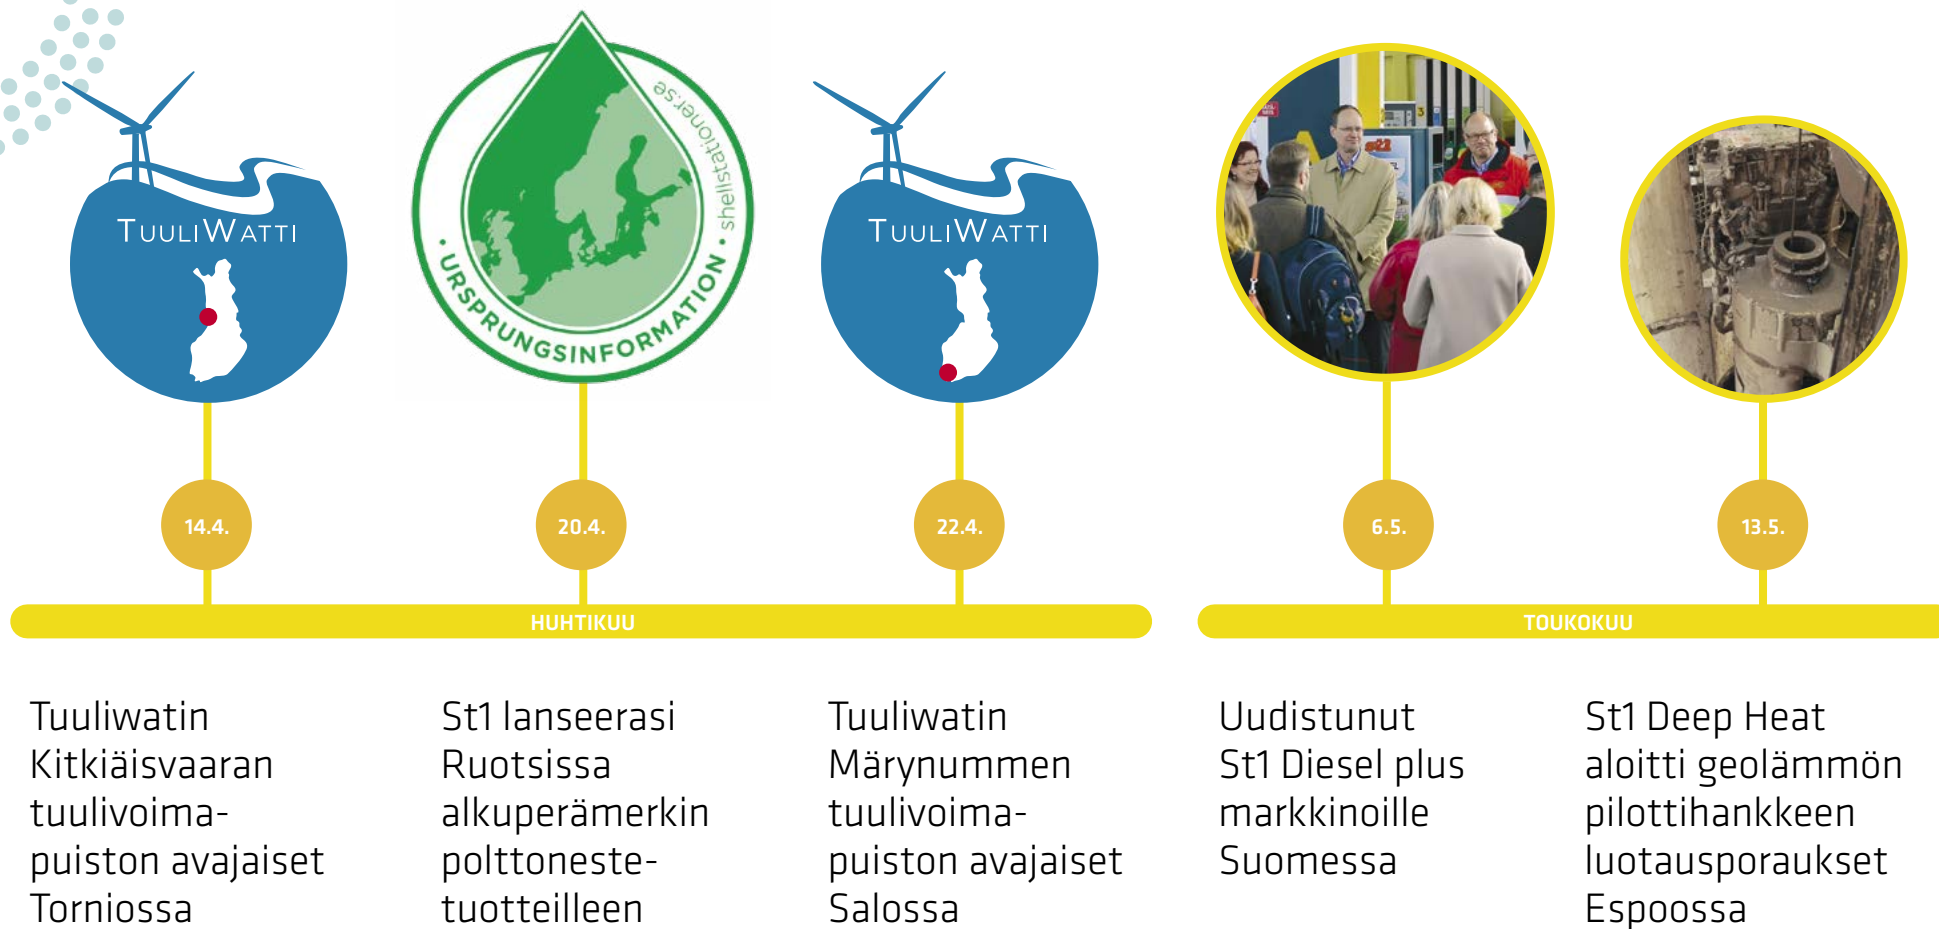 TUULIWATTI
shellstationer.se
• URSPRUNGSINFORMATION •
TUULIWATTI
14.4.
20.4.
22.4.
6.5.
13.5.
HUHTIKUU
TOUKOKUU
Tuuliwatin
Kitkiäisvaaran
tuulivoima-
puiston avajaiset
Torniossa
St1 lanseerasi
Ruotsissa
alkuperämerkin
polttoneste-
tuotteilleen
Tuuliwatin
Märynummen
tuulivoima-
puiston avajaiset
Salossa
Uudistunut
St1 Diesel plus
markkinoille
Suomessa
St1 Deep Heat
aloitti geolämmön
pilottihankkeen
luotausporaukset
Espoossa